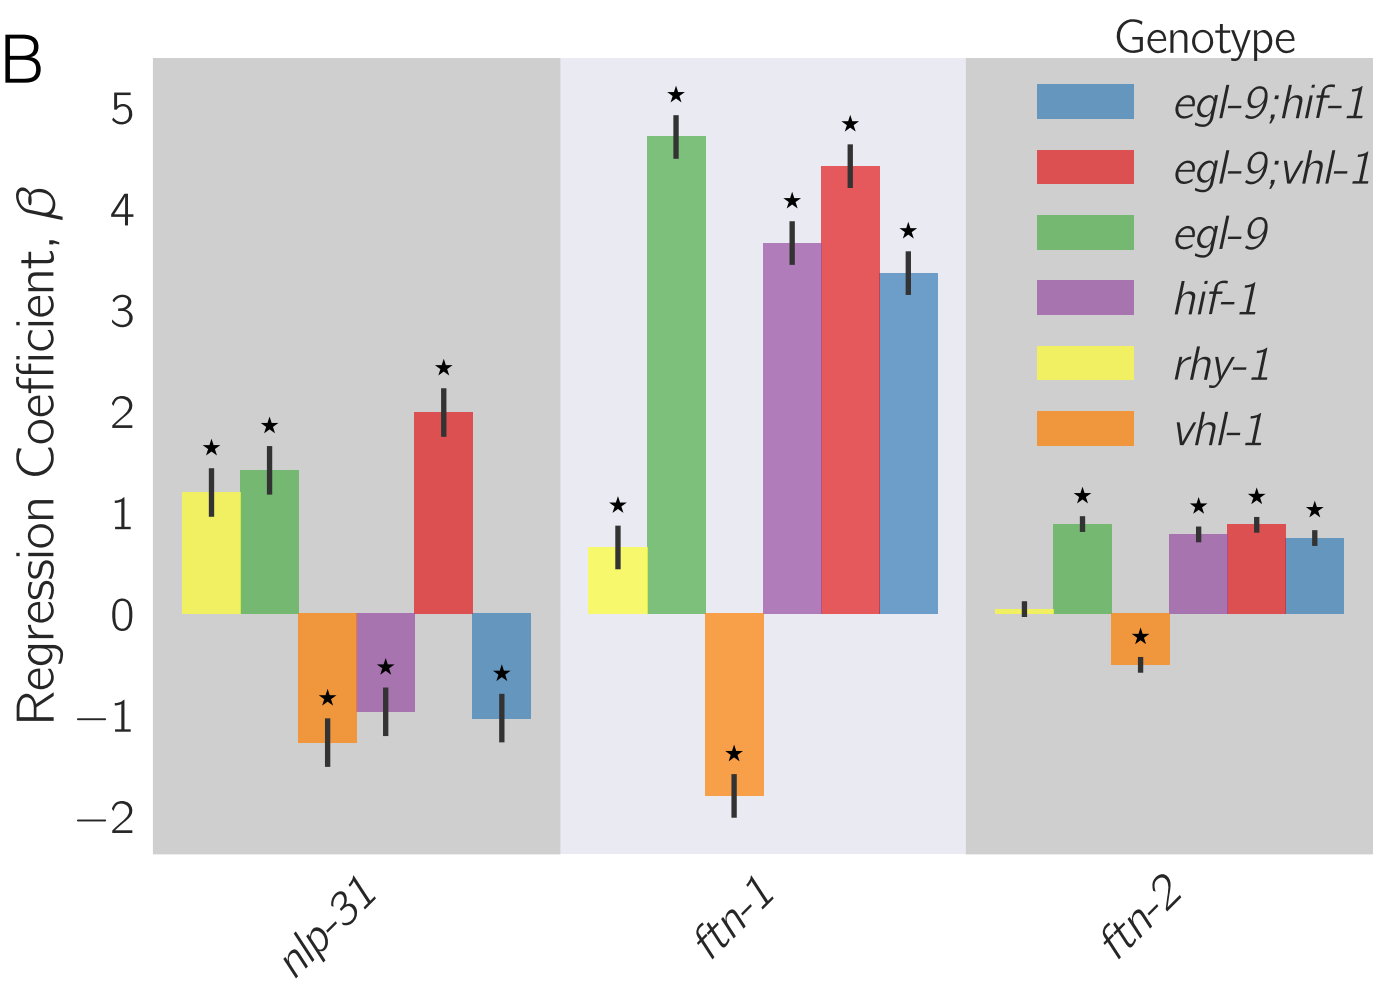 B
Genotype
egl-9;hif-1
egl-9;vhl-1
egl-9
hif-1
rhy-1
vhl-1
Regression Coefficient, β
5
4
3
2
1
0
−1
−2
nlp-31
ftn-1
ftn-2